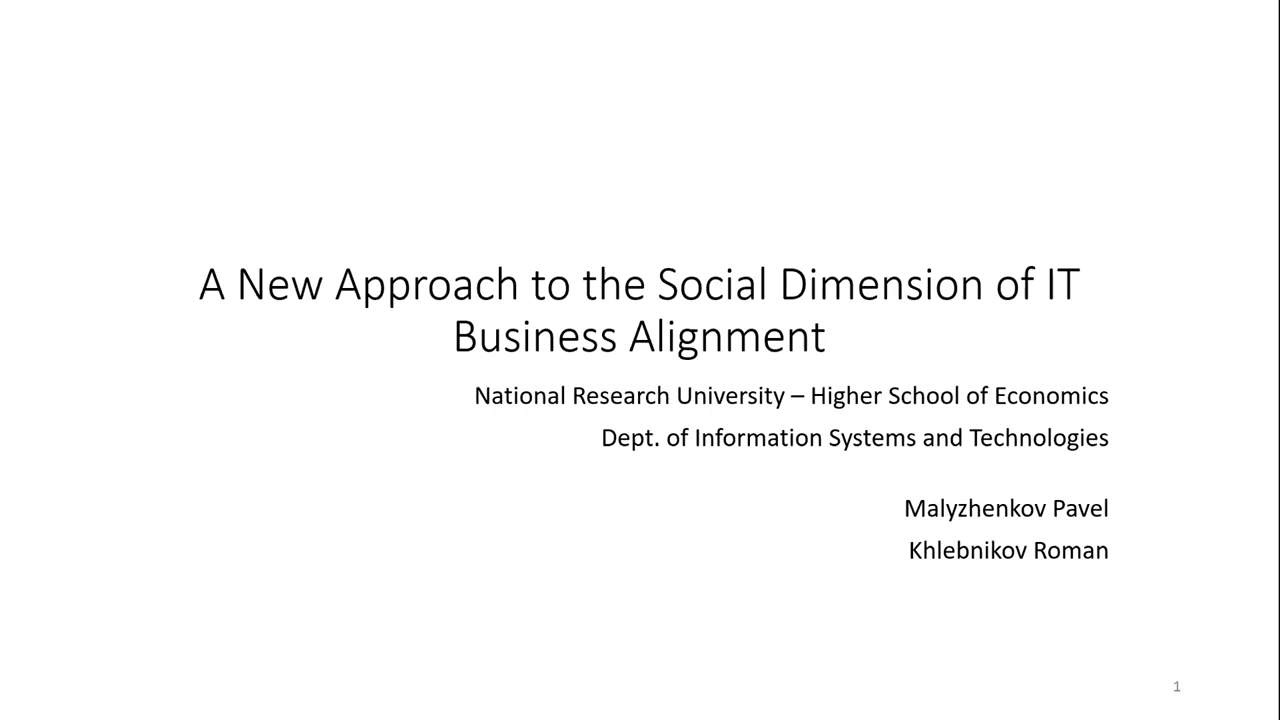 A New Approach to the Social Dimension of IT
Business Alignment
National Research University – Higher School of Economics
Dept. of Information Systems and Technologies
Malyzhenkov Pavel
Khlebnikov Roman
1